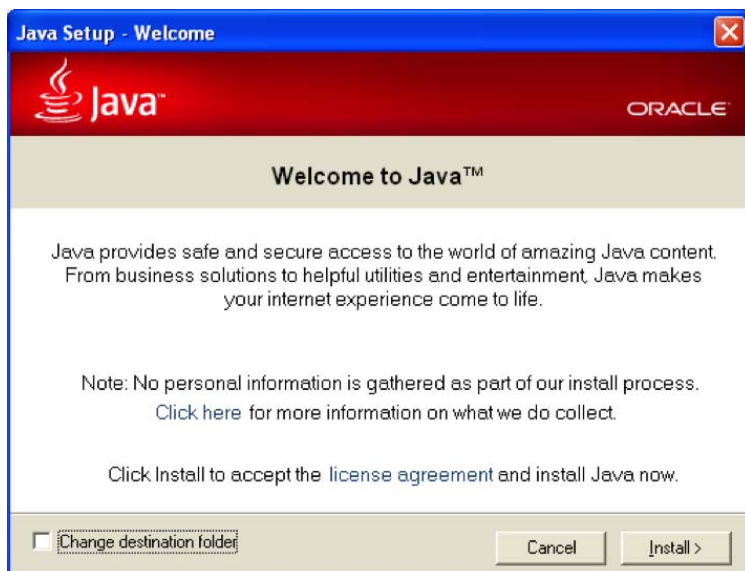 Java Setup - Welcome
Java™
ORACLE®
Welcome to Java™
Java provides safe and secure access to the world of amazing Java content.
From business solutions to helpful utilities and entertainment, Java makes
your internet experience come to life.
Note: No personal information is gathered as part of our install process.
Click here for more information on what we do collect.
Click Install to accept the license agreement and install Java now.
Change destination folder
Cancel
Install >